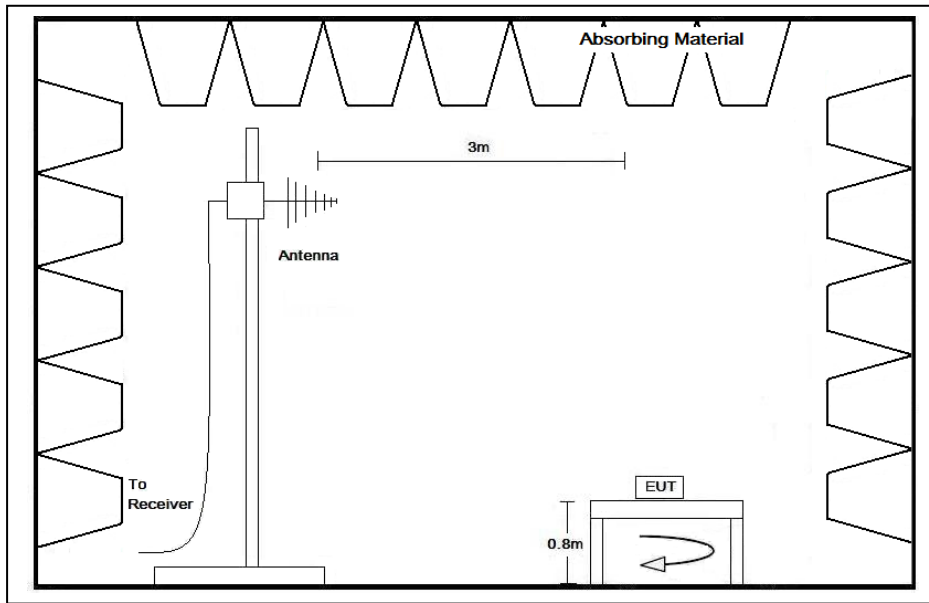 Absorbing Material
3m
Antenna
To
Receiver
EUT
0.8m